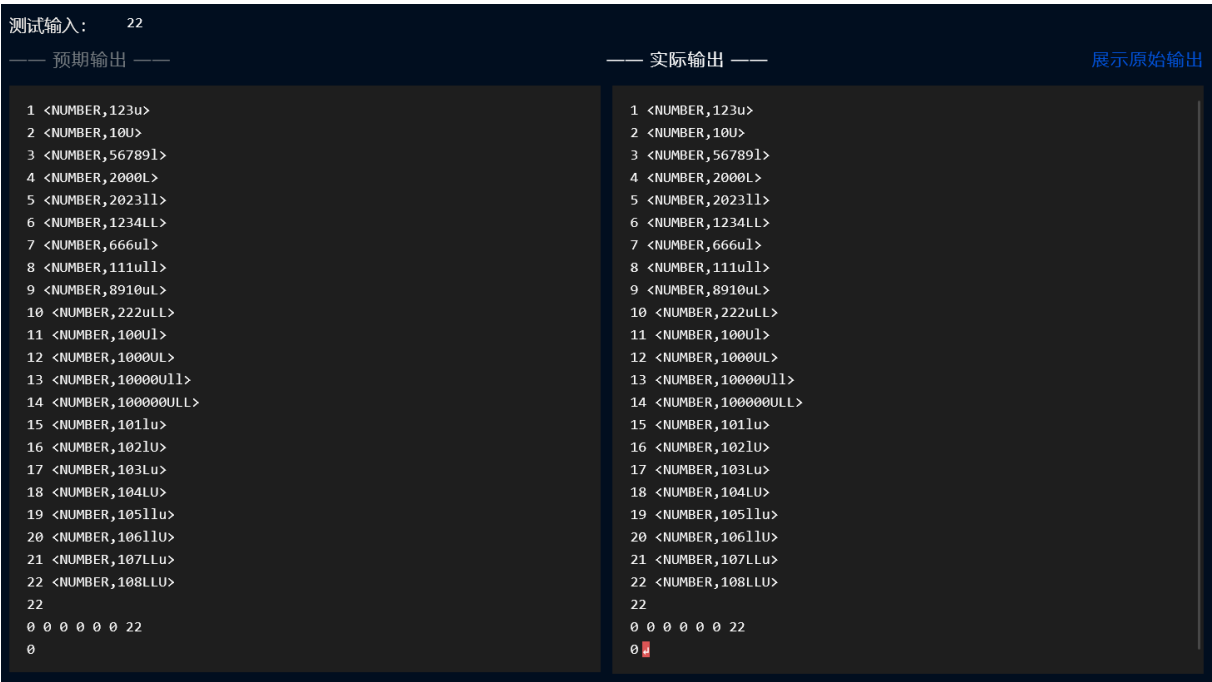 测试输入： 22
—— 预期输出 ——
1 <NUMBER,123u>
2 <NUMBER,10U>
3 <NUMBER,56789l>
4 <NUMBER,2000L>
5 <NUMBER,2023ll>
6 <NUMBER,1234LL>
7 <NUMBER,666ul>
8 <NUMBER,111ull>
9 <NUMBER,8910uL>
10 <NUMBER,222uLL>
11 <NUMBER,100Ul>
12 <NUMBER,1000UL>
13 <NUMBER,10000Ull>
14 <NUMBER,100000ULL>
15 <NUMBER,101lu>
16 <NUMBER,102lU>
17 <NUMBER,103Lu>
18 <NUMBER,104LU>
19 <NUMBER,105llu>
20 <NUMBER,106llU>
21 <NUMBER,107LLu>
22 <NUMBER,108LLU>
22
0 0 0 0 0 0 22
0
—— 实际输出 ——
展示原始输出
1 <NUMBER,123u>
2 <NUMBER,10U>
3 <NUMBER,56789l>
4 <NUMBER,2000L>
5 <NUMBER,2023ll>
6 <NUMBER,1234LL>
7 <NUMBER,666ul>
8 <NUMBER,111ull>
9 <NUMBER,8910uL>
10 <NUMBER,222uLL>
11 <NUMBER,100Ul>
12 <NUMBER,1000UL>
13 <NUMBER,10000Ull>
14 <NUMBER,100000ULL>
15 <NUMBER,101lu>
16 <NUMBER,102lU>
17 <NUMBER,103Lu>
18 <NUMBER,104LU>
19 <NUMBER,105llu>
20 <NUMBER,106llU>
21 <NUMBER,107LLu>
22 <NUMBER,108LLU>
22
0 0 0 0 0 0 22
0↵